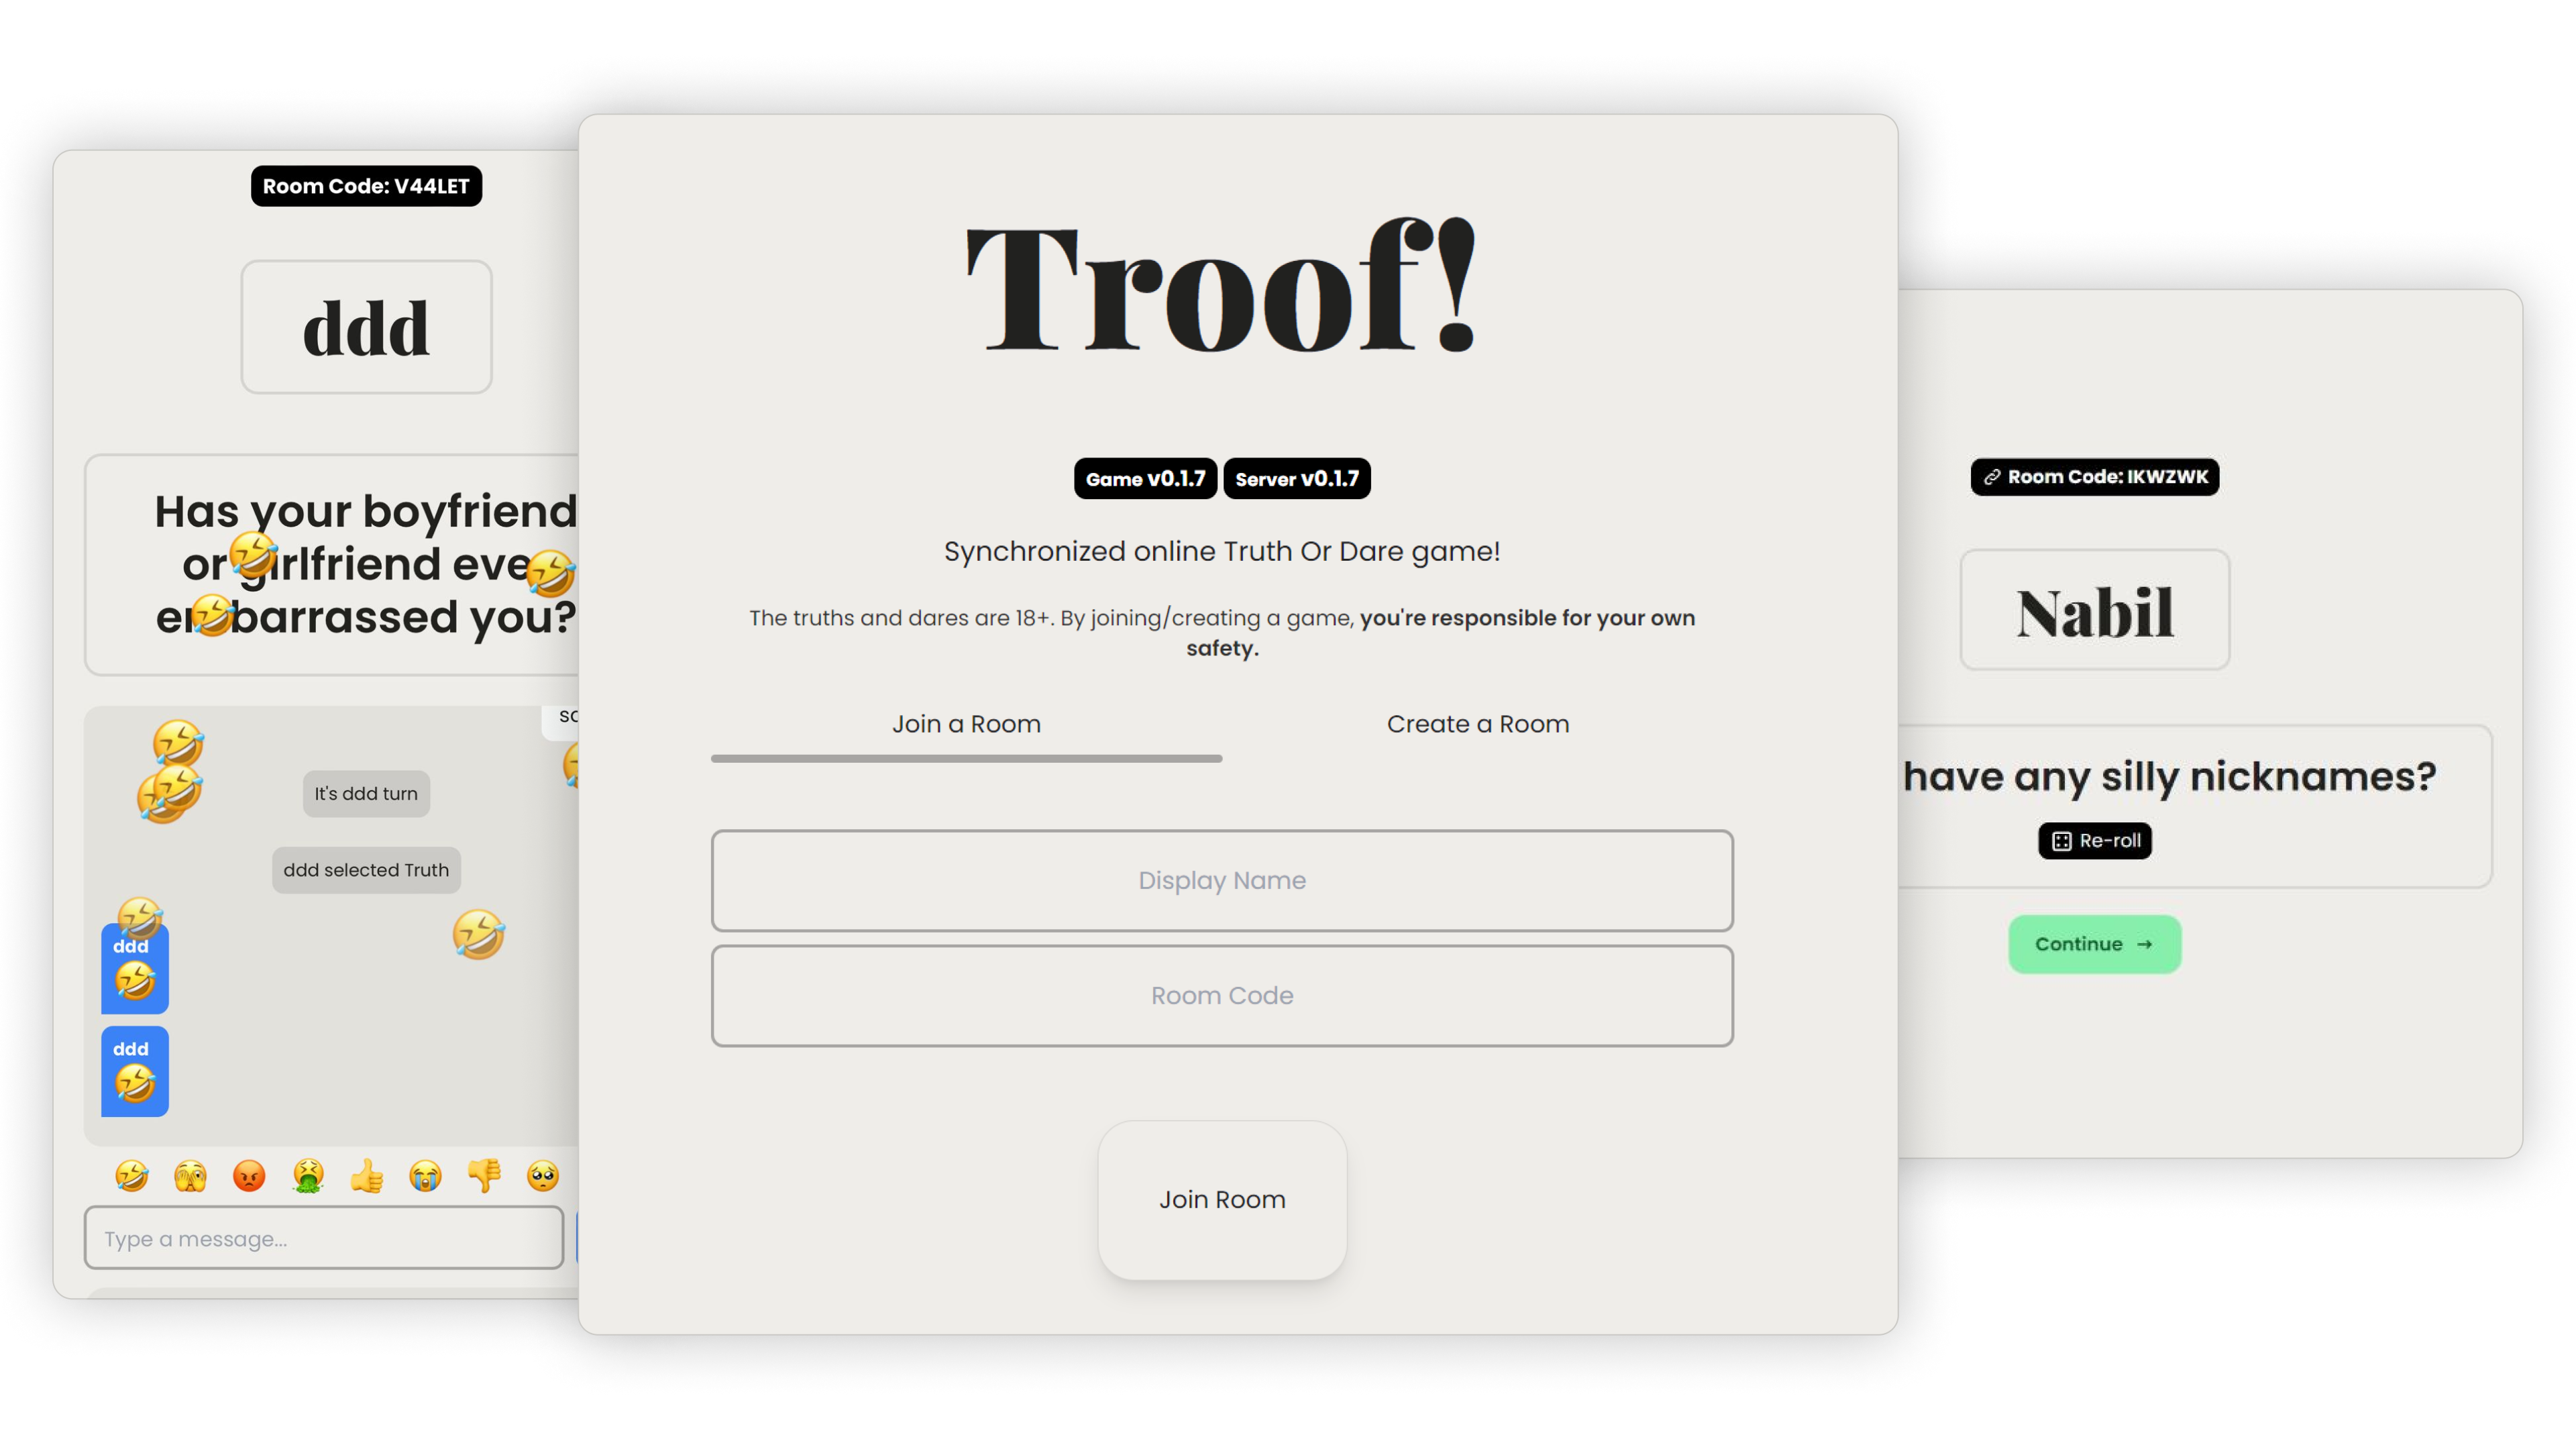 Room Code: V44LET
ddd
Has your boyfriend
or girlfriend
embarrassed you?
It's ddd turn
ddd selected Truth
ddd
ddd
Type a message...
Troof!
Game v0.1.7 Server v0.1.7
Synchronized online Truth Or Dare game!
The truths and dares are 18+. By joining/creating a game, you're responsible for your own
safety.
Join a Room Create a Room
Display Name
Room Code
Join Room
Room Code: IKWZWK
Nabil
have any silly nicknames?
Re-roll
Continue →